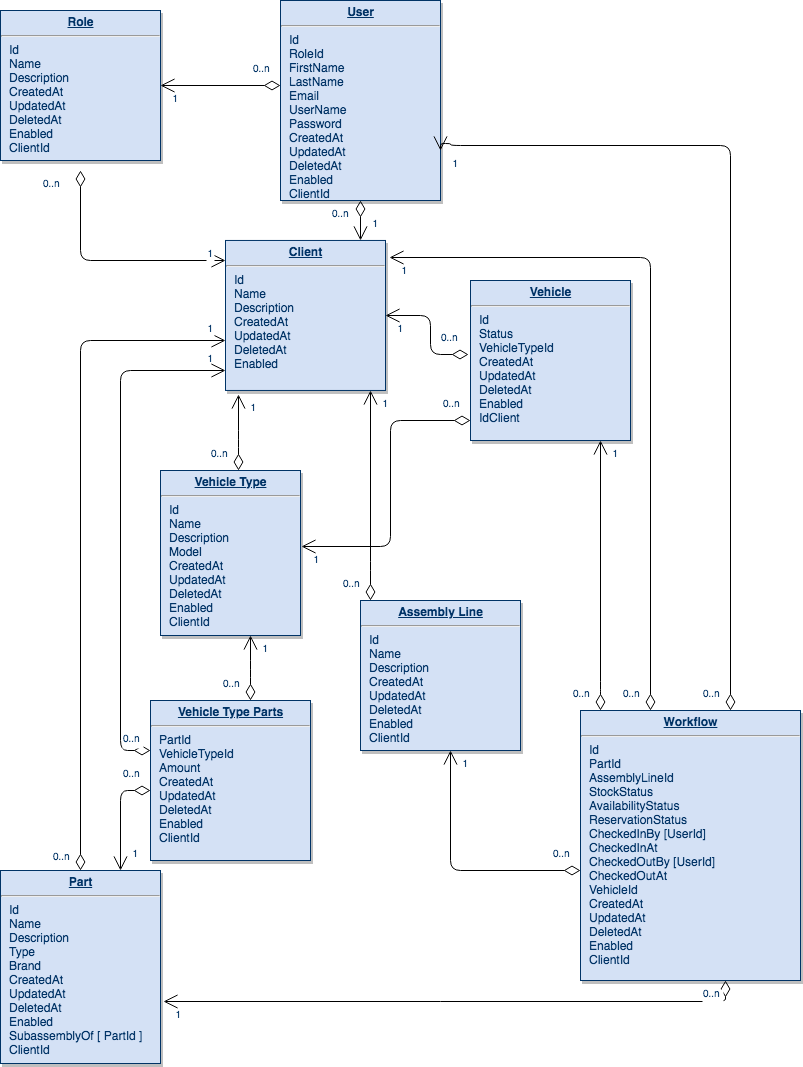 Role
Id
Name
Description
CreatedAt
UpdatedAt
DeletedAt
Enabled
ClientId
User
Id
RoleId
FirstName
LastName
Email
UserName
Password
CreatedAt
UpdatedAt
DeletedAt
Enabled
ClientId
0..n
1
0..n
1
0..n
1
1
Client
Id
Name
Description
CreatedAt
UpdatedAt
DeletedAt
Enabled
1
1
1
1
0..n
Vehicle
Id
Status
VehicleTypeId
CreatedAt
UpdatedAt
DeletedAt
Enabled
IdClient
0..n
1
1
1
0..n
Vehicle Type
Id
Name
Description
Model
CreatedAt
UpdatedAt
DeletedAt
Enabled
ClientId
1
0..n
Assembly Line
Id
Name
Description
CreatedAt
UpdatedAt
DeletedAt
Enabled
ClientId
1
1
0..n
Vehicle Type Parts
PartId
VehicleTypeId
Amount
CreatedAt
UpdatedAt
DeletedAt
Enabled
ClientId
0..n
0..n
1
0..n
0..n
0..n
0..n
Workflow
Id
PartId
AssemblyLineId
StockStatus
AvailabilityStatus
ReservationStatus
CheckedInBy [UserId]
CheckedInAt
CheckedOutBy [UserId]
CheckedOutAt
VehicleId
CreatedAt
UpdatedAt
DeletedAt
Enabled
ClientId
0..n
0..n
1
Part
Id
Name
Description
Type
Brand
CreatedAt
UpdatedAt
DeletedAt
Enabled
SubassemblyOf [ PartId ]
ClientId